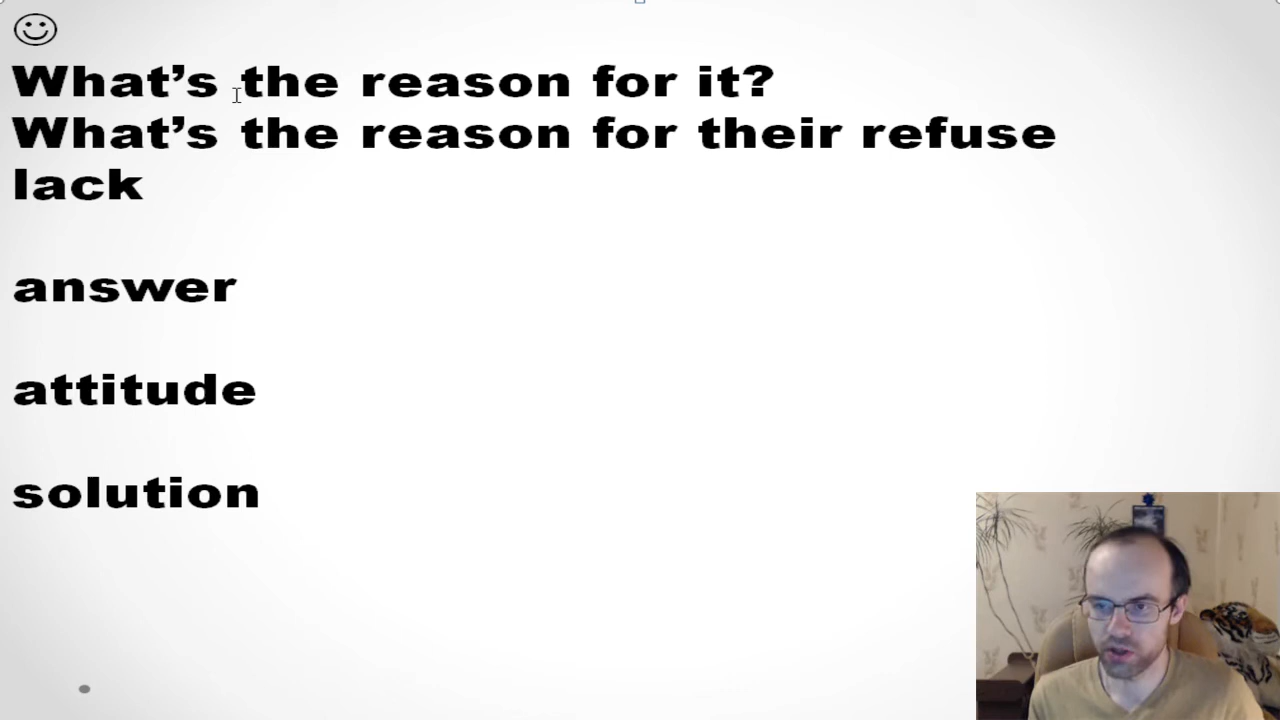 What’s the reason for it?
What’s the reason for their refuse
lack
answer
attitude
solution